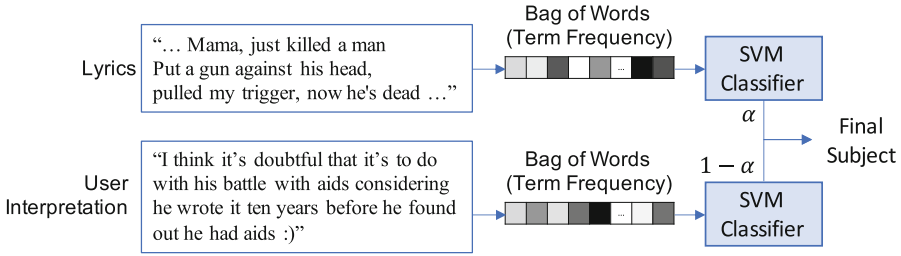 Lyrics
“… Mama, just killed a man
Put a gun against his head,
pulled my trigger, now he's dead …”
Bag of Words
(Term Frequency)
...
SVM
Classifier
α
Final
Subject
1 − α
User
Interpretation
“I think it’s doubtful that it’s to do
with his battle with aids considering
he wrote it ten years before he found
out he had aids :)”
Bag of Words
(Term Frequency)
...
SVM
Classifier